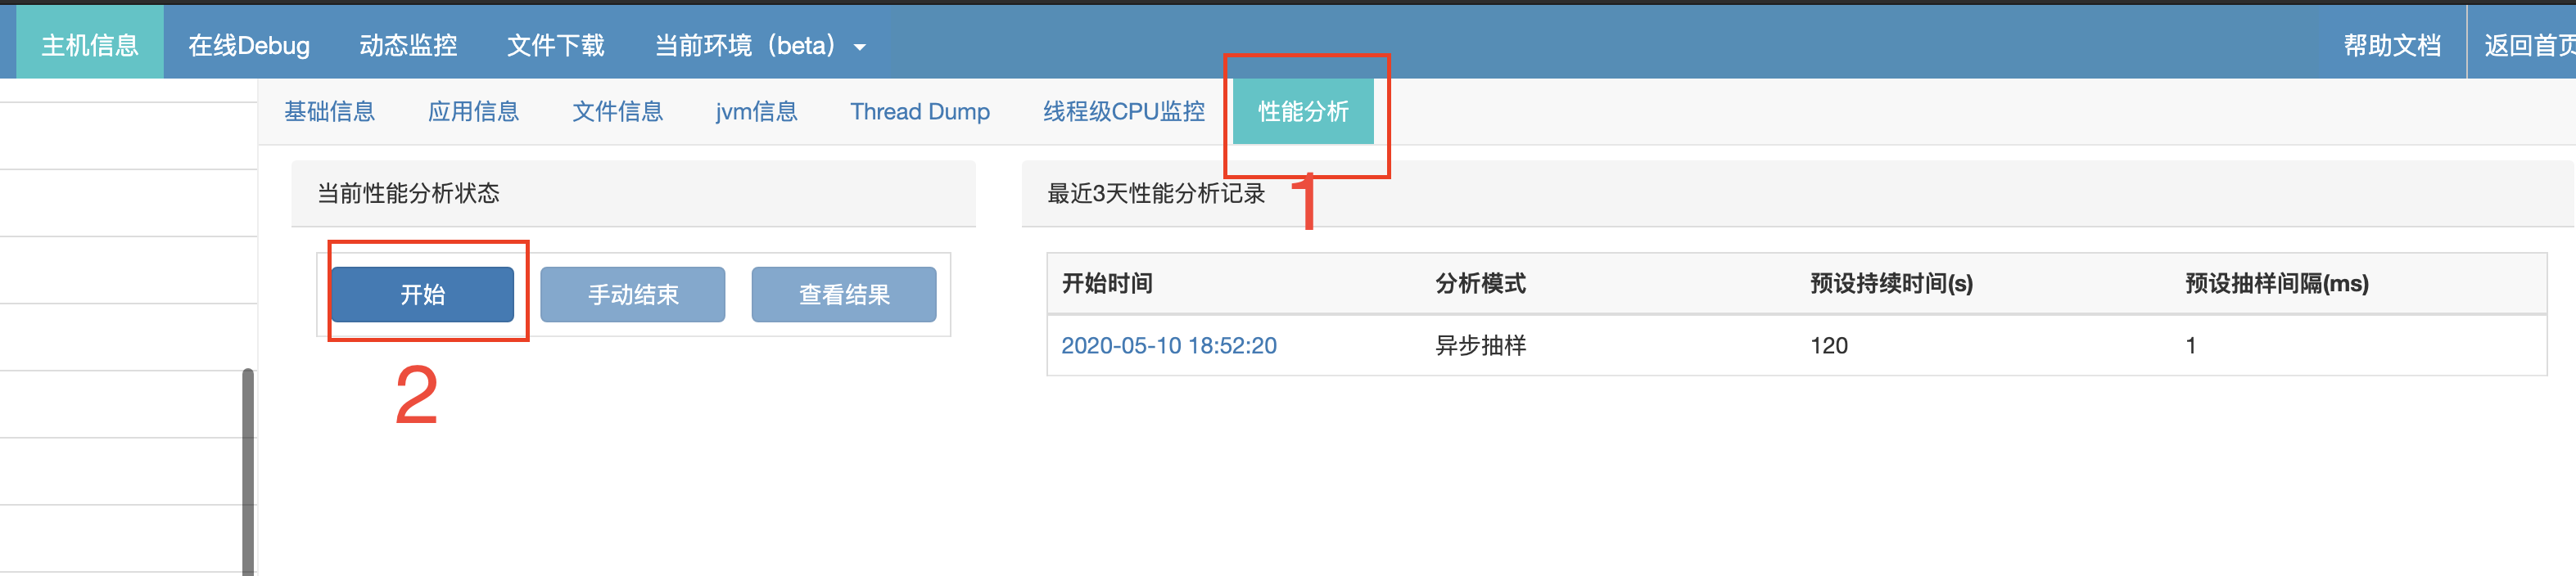 主机信息 在线Debug 动态监控 文件下载 当前环境（beta） 帮助文档 返回首页
基础信息 应用信息 文件信息 jvm信息 Thread Dump 线程级CPU监控 性能分析
当前性能分析状态 最近3天性能分析记录 1
开始 手动结束 查看结果 开始时间 分析模式 预设持续时间(s) 预设抽样间隔(ms)
2020-05-10 18:52:20 异步抽样 120 1
2